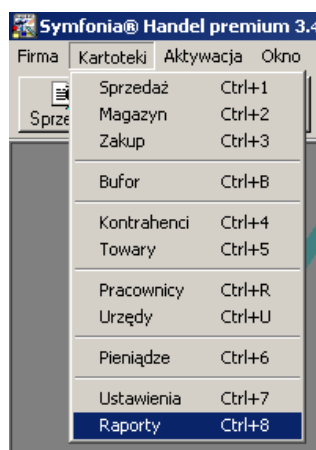 Symfonia® Handel premium 3.4
Firma Kartoteki Aktywacja Okno
Sprze
Sprzedaż Ctrl+1
Magazyn Ctrl+2
Zakup Ctrl+3
Bufor Ctrl+B
Kontrahenci Ctrl+4
Towary Ctrl+5
Pracownicy Ctrl+R
Urzędy Ctrl+U
Pieniądze Ctrl+6
Ustawienia Ctrl+7
Raporty Ctrl+8